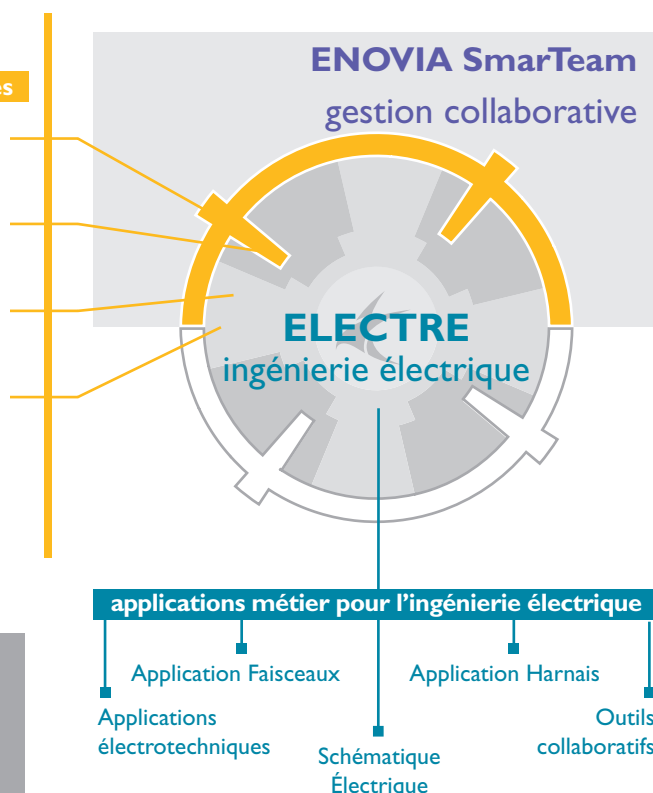 ENOVIA SmarTeam
gestion collaborative
es
ELECTRE
ingénierie électrique
applications métier pour l'ingénierie électrique
Application Faisceaux
Application Harnais
Applications
électrotechniques
Schématique
Électrique
Outils
collaboratifs